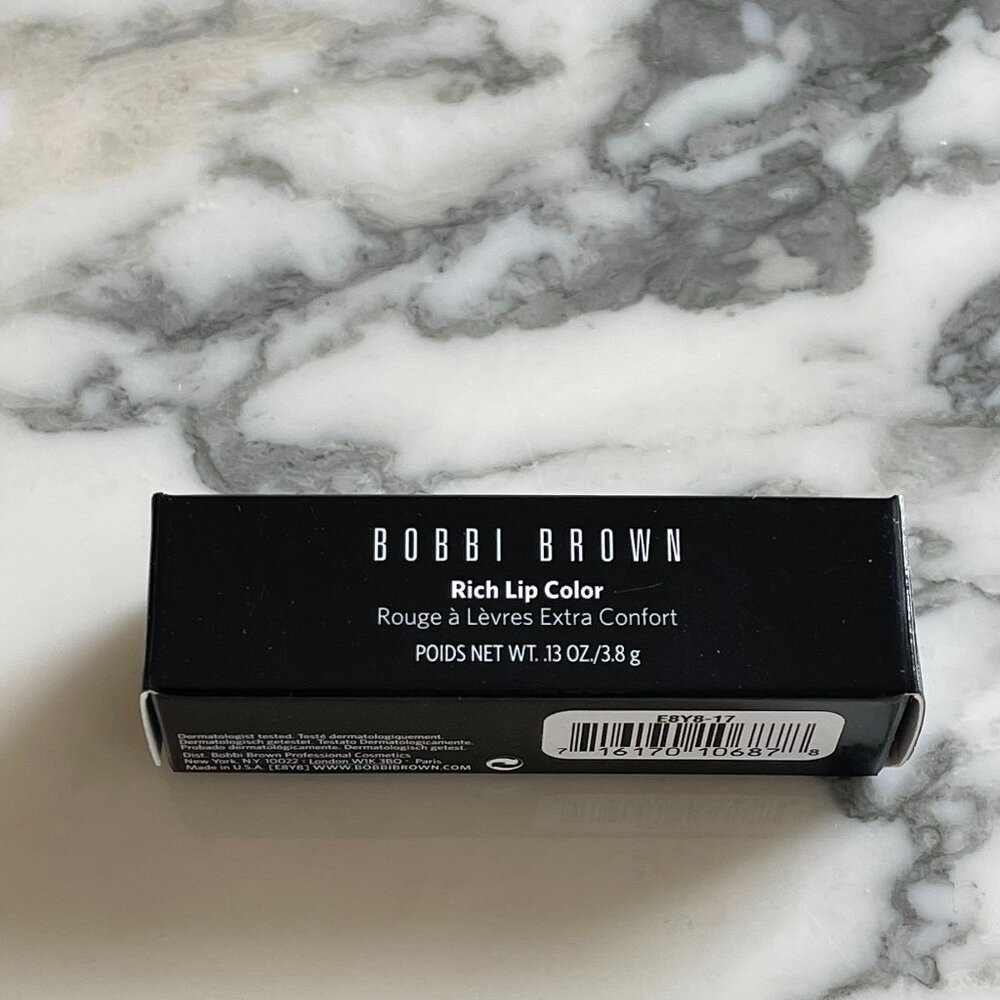 BOBBI BROWN
Rich Lip Color
Rouge à Lèvres Extra Confort
POIDS NET WT. .13 OZ./3.8 g
Dermatologist tested. Testé dermatologiquement.
Dermatologisch getestet. Testato Dermatologicamente.
Probado dermatológicamente. Dermatologisch getest.
Dist. Bobbi Brown Professional Cosmetics
New York, NY, 10022 · London W1K 3BQ · Paris
Made in U.S.A. [E8Y8] WWW.BOBBIBROWN.COM
E8Y8-17
7 16170 10687 8